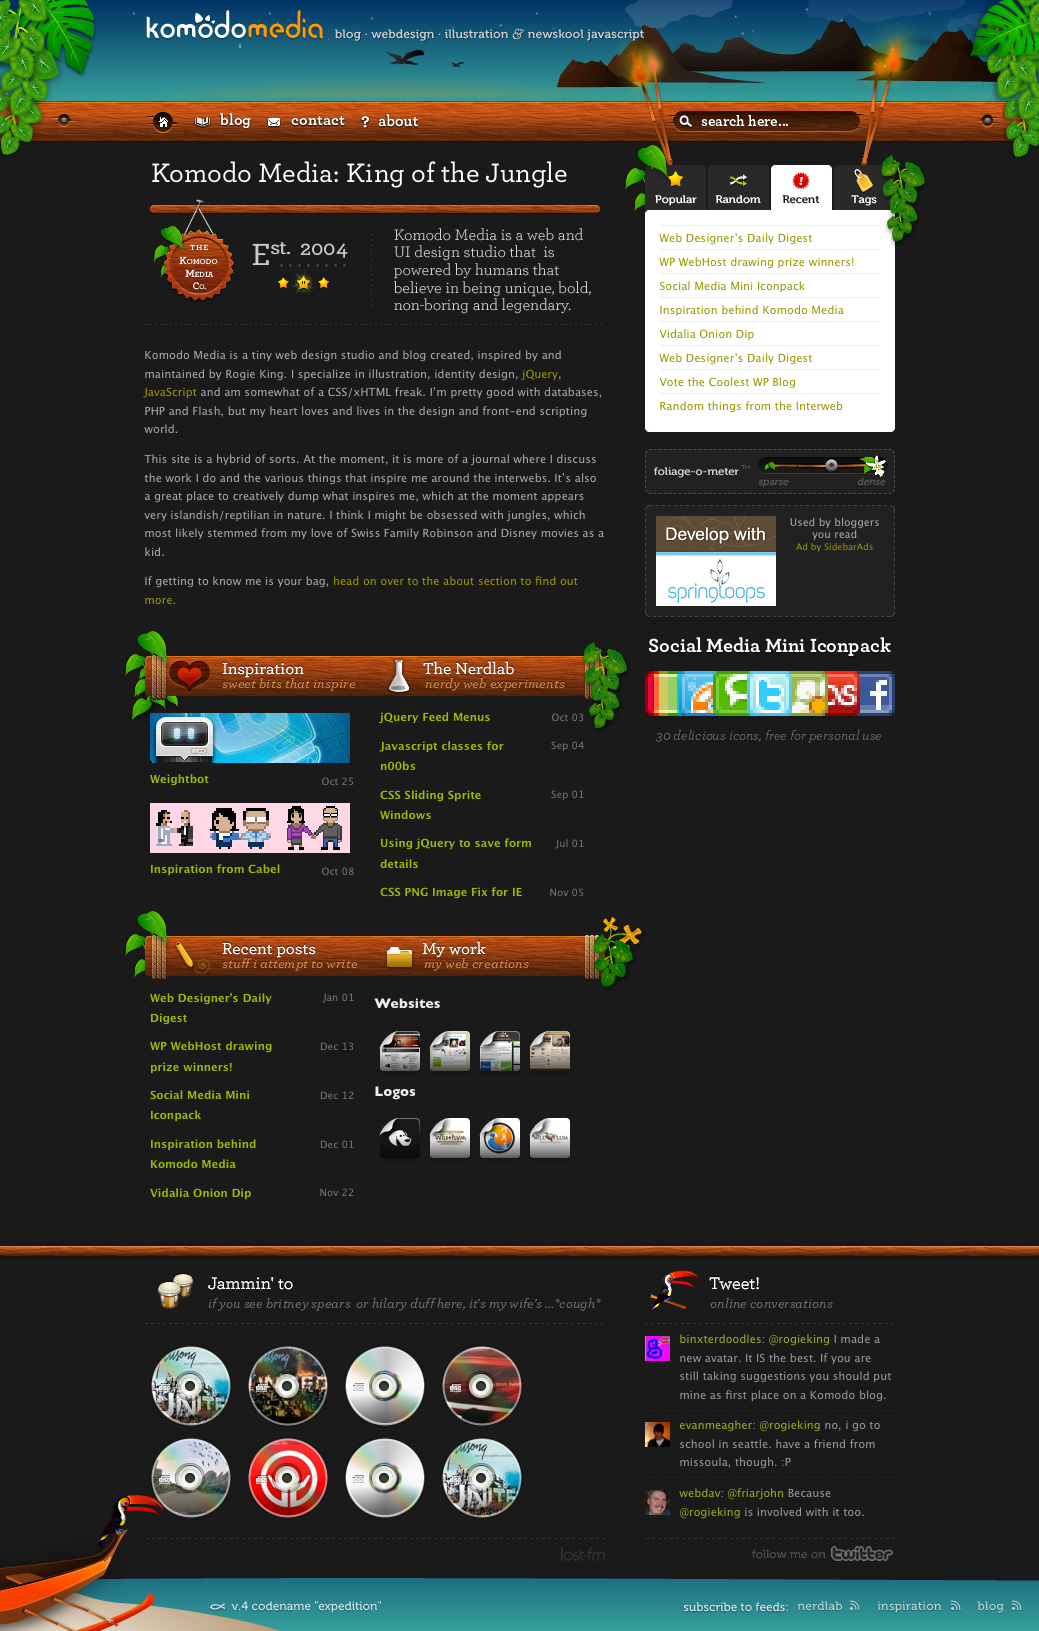 komodomedia blog · webdesign · illustration & newskool javascript
blog contact ? about
search here...
Komodo Media: King of the Jungle
THE
KOMODO
MEDIA
CO.
Est. 2004
Komodo Media is a web and
UI design studio that is
powered by humans that
believe in being unique, bold,
non-boring and legendary.
Komodo Media is a tiny web design studio and blog created, inspired by and
maintained by Rogie King. I specialize in illustration, identity design, jQuery,
JavaScript and am somewhat of a CSS/xHTML freak. I'm pretty good with databases,
PHP and Flash, but my heart loves and lives in the design and front-end scripting
world.
This site is a hybrid of sorts. At the moment, it is more of a journal where I discuss
the work I do and the various things that inspire me around the interwebs. It's also
a great place to creatively dump what inspires me, which at the moment appears
very islandish/reptilian in nature. I think I might be obsessed with jungles, which
most likely stemmed from my love of Swiss Family Robinson and Disney movies as a
kid.
If getting to know me is your bag, head on over to the about section to find out
more.
Popular Random Recent Tags
Web Designer's Daily Digest
WP WebHost drawing prize winners!
Social Media Mini Iconpack
Inspiration behind Komodo Media
Vidalia Onion Dip
Web Designer's Daily Digest
Vote the Coolest WP Blog
Random things from the Interweb
foliage-o-meter™
sparse dense
Develop with
springloops
Used by bloggers
you read
Ad by SidebarAds
Social Media Mini Iconpack
30 delicious icons, free for personal use
Inspiration
sweet bits that inspire
The Nerdlab
nerdy web experiments
Weightbot Oct 25
Inspiration from Cabel Oct 08
jQuery Feed Menus Oct 03
Javascript classes for Sep 04
n00bs
CSS Sliding Sprite Sep 01
Windows
Using jQuery to save form Jul 01
details
CSS PNG Image Fix for IE Nov 05
Recent posts
stuff i attempt to write
My work
my web creations
Web Designer's Daily Jan 01
Digest
WP WebHost drawing Dec 13
prize winners!
Social Media Mini Dec 12
Iconpack
Inspiration behind Dec 01
Komodo Media
Vidalia Onion Dip Nov 22
Websites
Logos
Jammin' to
if you see britney spears or hilary duff here, it's my wife's ...*cough*
Tweet!
online conversations
binxterdoodles: @rogieking I made a
new avatar. It IS the best. If you are
still taking suggestions you should put
mine as first place on a Komodo blog.
evanmeagher: @rogieking no, i go to
school in seattle. have a friend from
missoula, though. :P
webdav: @friarjohn Because
@rogieking is involved with it too.
last·fm
follow me on twitter
v.4 codename "expedition"
subscribe to feeds: nerdlab inspiration blog